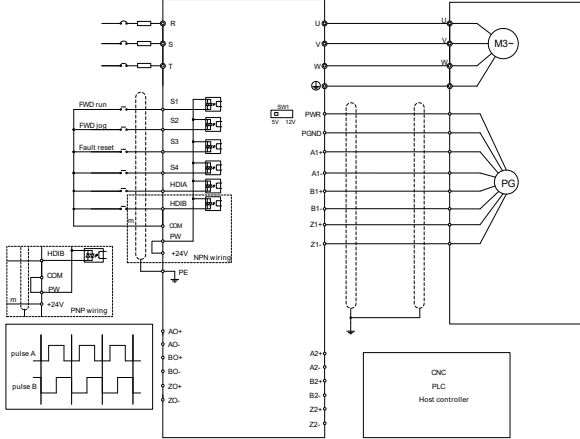 R
S
T
U
V
W
U
V
W
M3~
FWD run
S1
FWD jog
S2
Fault reset
S3
S4
HDIA
HDIB
m
COM
PW
+24V
NPN wiring
PE
SW1
5V 12V
PWR
PGND
A1+
A1-
B1+
B1-
Z1+
Z1-
PG
HDIB
COM
PW
m
+24V
PNP wiring
pulse A
pulse B
AO+
AO-
BO+
BO-
ZO+
ZO-
A2+
A2-
B2+
B2-
Z2+
Z2-
CNC
PLC
Host controller